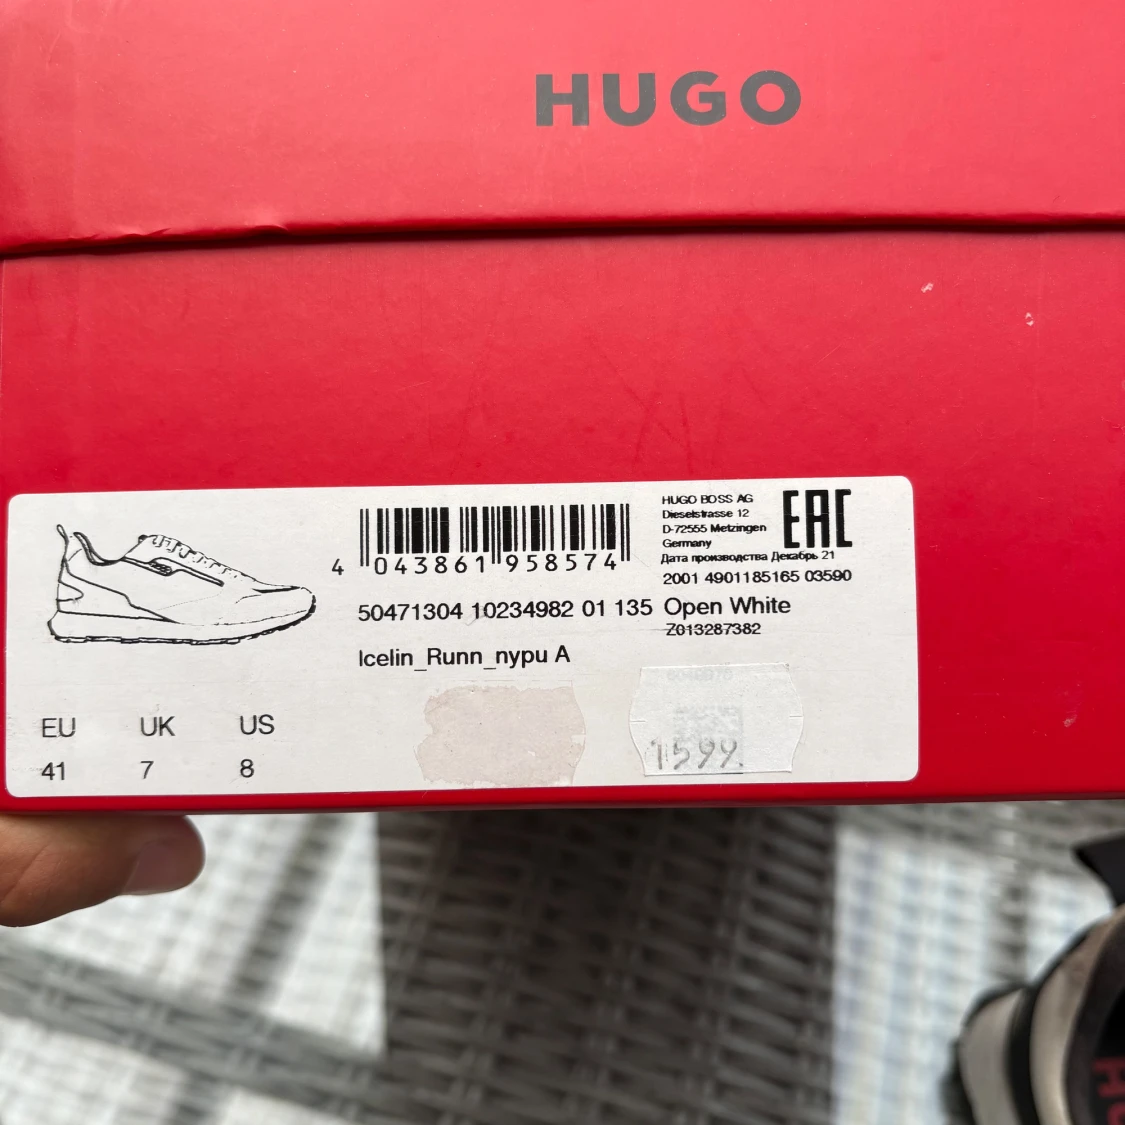 HUGO
HUGO BOSS AG
Dieselstrasse 12
D-72555 Metzingen
Germany
EAC
Дата производства Декабрь 21
4 043861 958574
2001 4901185165 03590
50471304 10234982 01 135 Open White
Z013287382
Icelin_Runn_nypu A
EU UK US
41 7 8
1599.